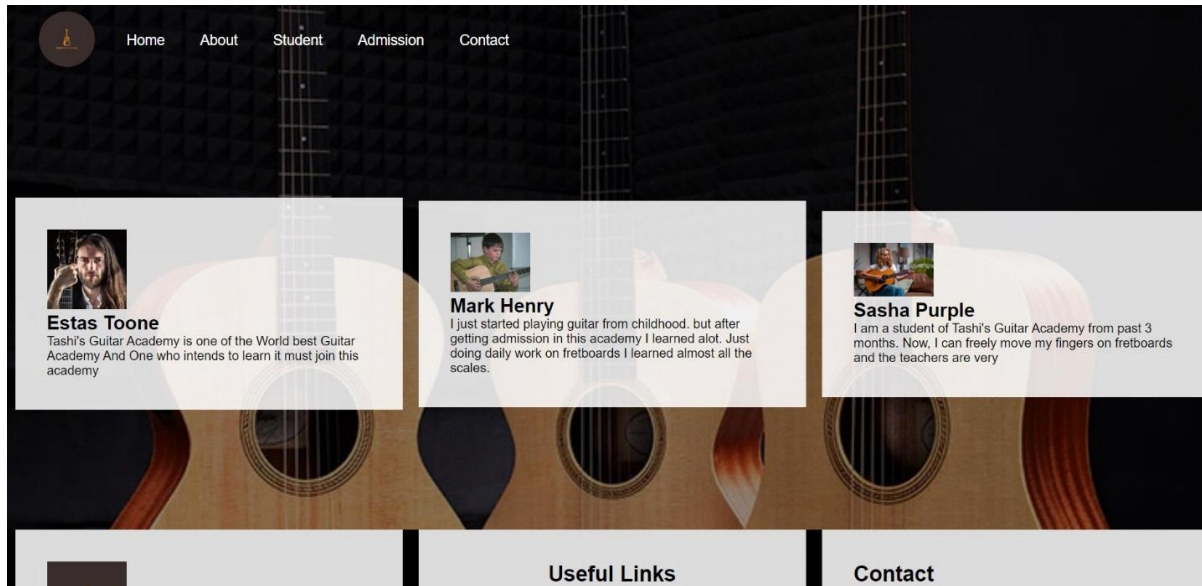 Home About Student Admission Contact
Estas Toone
Tashi's Guitar Academy is one of the World best Guitar
Academy And One who intends to learn it must join this
academy
Mark Henry
I just started playing guitar from childhood. but after
getting admission in this academy I learned alot. Just
doing daily work on fretboards I learned almost all the
scales.
Sasha Purple
I am a student of Tashi's Guitar Academy from past 3
months. Now, I can freely move my fingers on fretboards
and the teachers are very
Useful Links
Contact